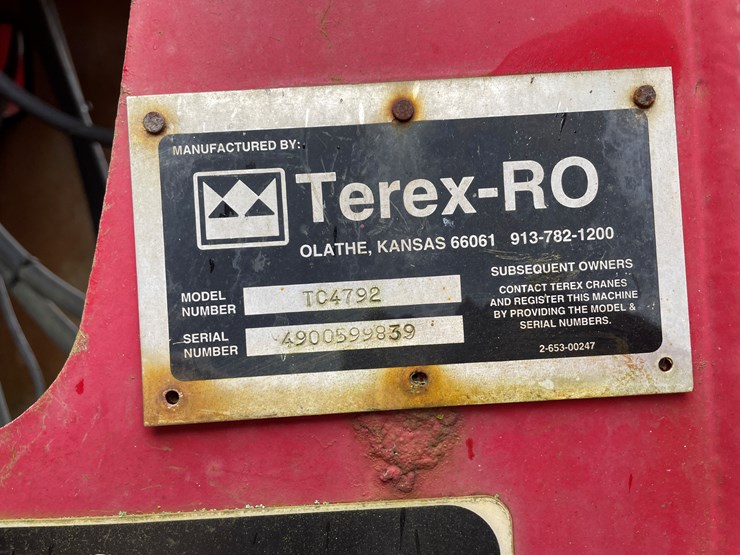 MANUFACTURED BY:
Terex-RO
OLATHE, KANSAS 66061 913-782-1200
MODEL NUMBER TC4792
SERIAL NUMBER 4900599839
SUBSEQUENT OWNERS
CONTACT TEREX CRANES
AND REGISTER THIS MACHINE
BY PROVIDING THE MODEL &
SERIAL NUMBERS.
2-653-00247